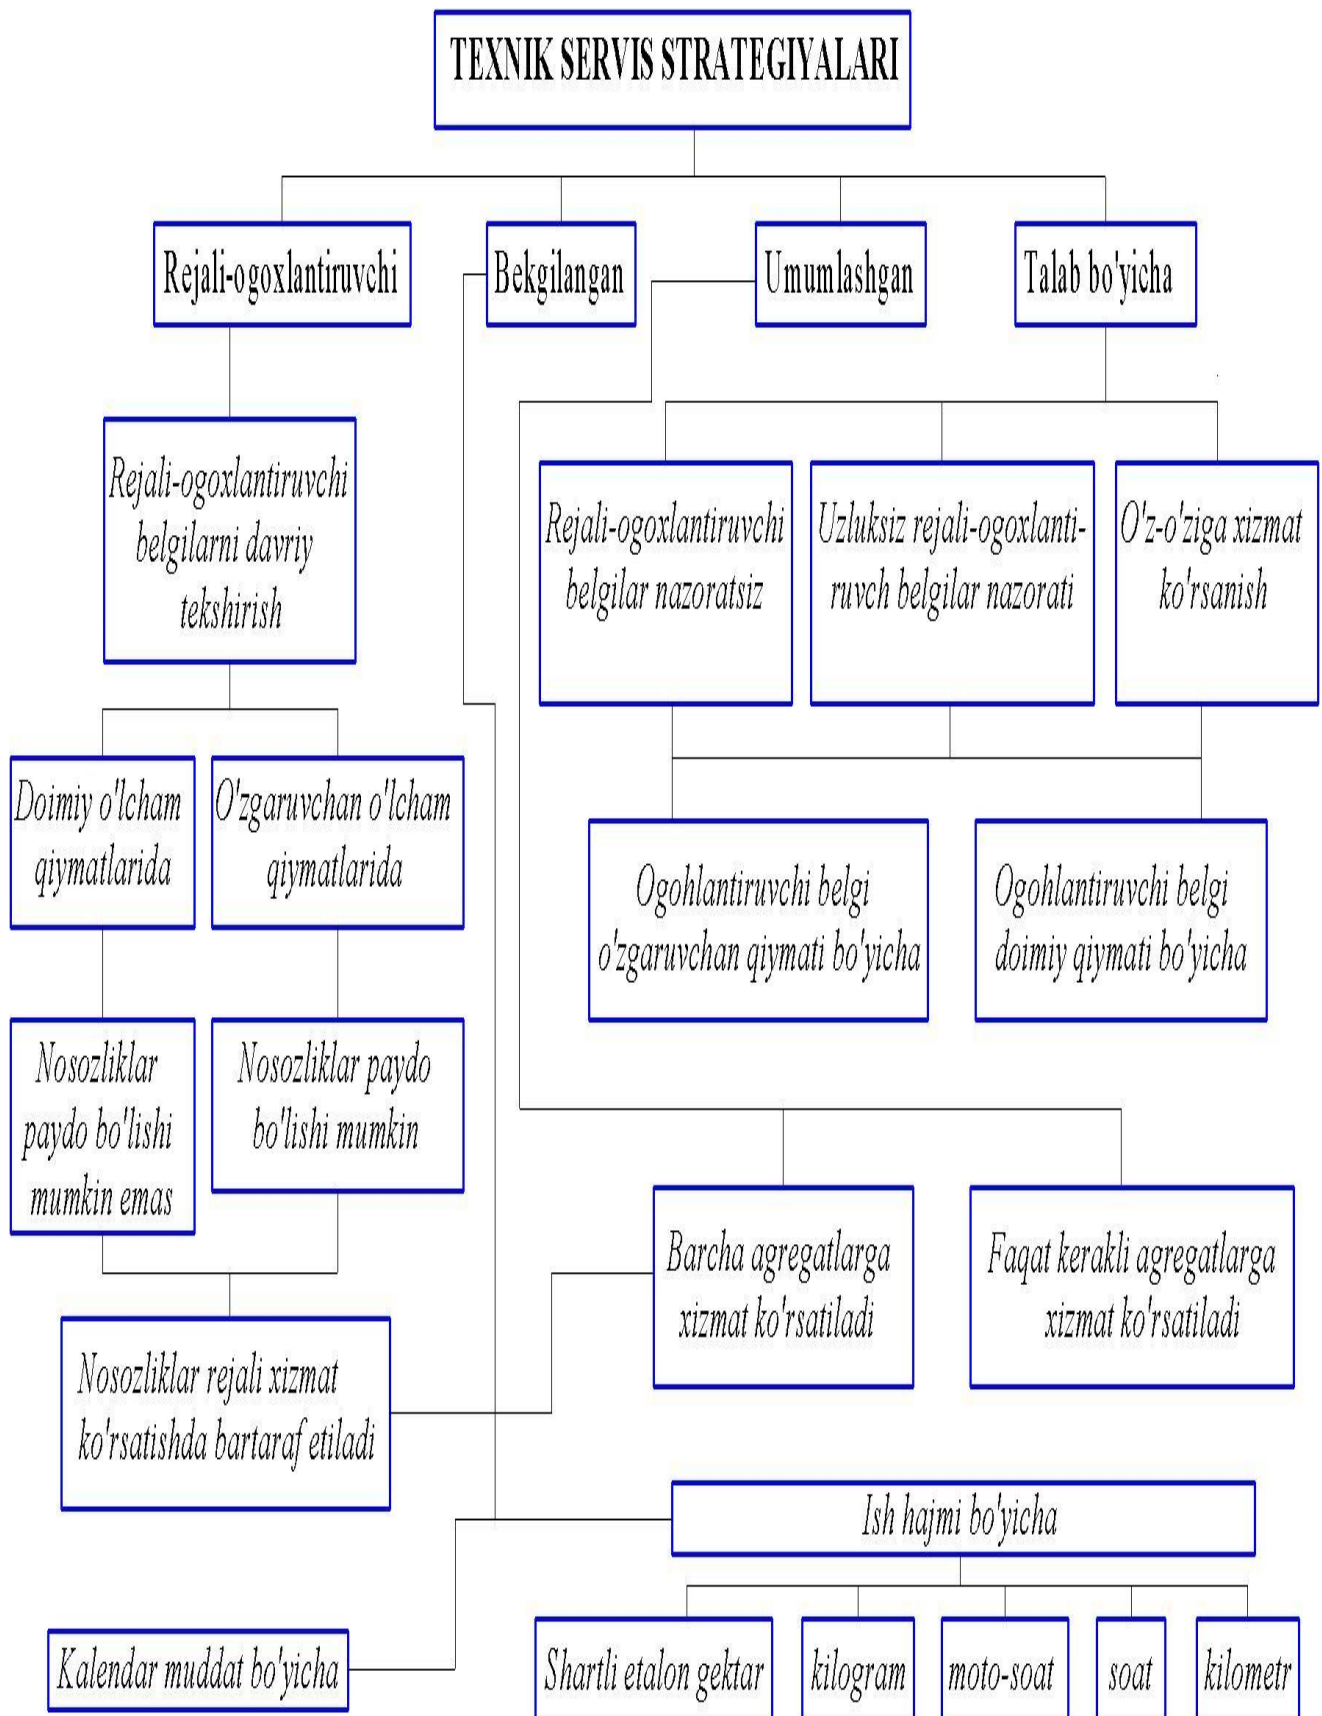 TEXNIK SERVIS STRATEGIYALARI
Rejali-ogoxlantiruvchi
Bekgilangan
Umumlashgan
Talab bo'yicha
Rejali-ogoxlantiruvchi
belgilarni davriy
tekshirish
Rejali-ogoxlantiruvchi
belgilar nazoratsiz
Uzluksiz rejali-ogoxlanti-
ruvch belgilar nazorati
O'z-o'ziga xizmat
ko'rsanish
Doimiy o'lcham
qiymatlarida
O'zgaruvchan o'lcham
qiymatlarida
Ogohlantiruvchi belgi
o'zgaruvchan qiymati bo'yicha
Ogohlantiruvchi belgi
doimiy qiymati bo'yicha
Nosozliklar
paydo bo'lishi
mumkin emas
Nosozliklar paydo
bo'lishi mumkin
Barcha agregatlarga
xizmat ko'rsatiladi
Faqat kerakli agregatlarga
xizmat ko'rsatiladi
Nosozliklar rejali xizmat
ko'rsatishda bartaraf etiladi
Ish hajmi bo'yicha
Kalendar muddat bo'yicha
Shartli etalon gektar
kilogram
moto-soat
soat
kilometr